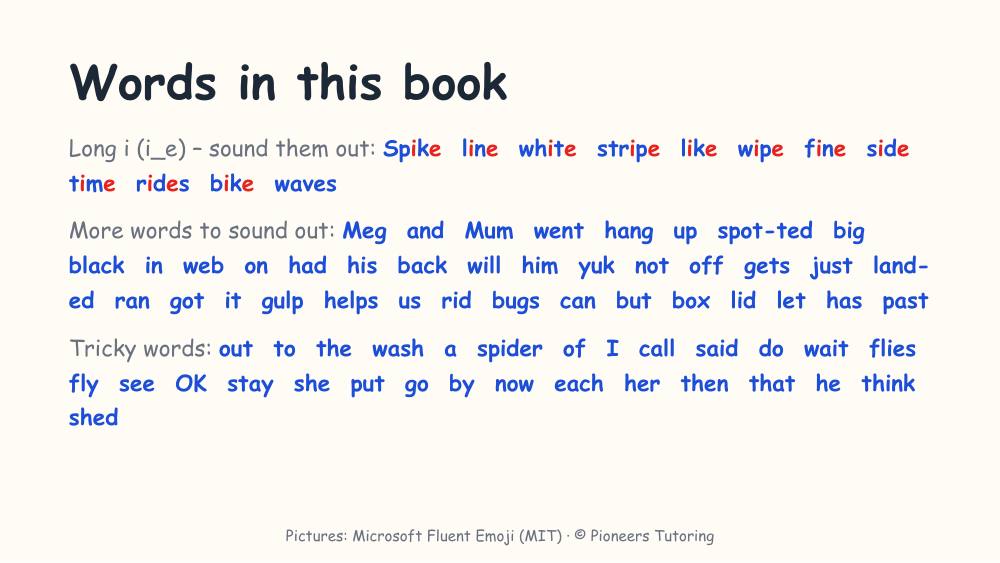 Words in this book
Long i (i_e) – sound them out: Spike line white stripe like wipe fine side
time rides bike waves
More words to sound out: Meg and Mum went hang up spot-ted big
black in web on had his back will him yuk not off gets just land-
ed ran got it gulp helps us rid bugs can but box lid let has past
Tricky words: out to the wash a spider of I call said do wait flies
fly see OK stay she put go by now each her then that he think
shed
Pictures: Microsoft Fluent Emoji (MIT) · © Pioneers Tutoring